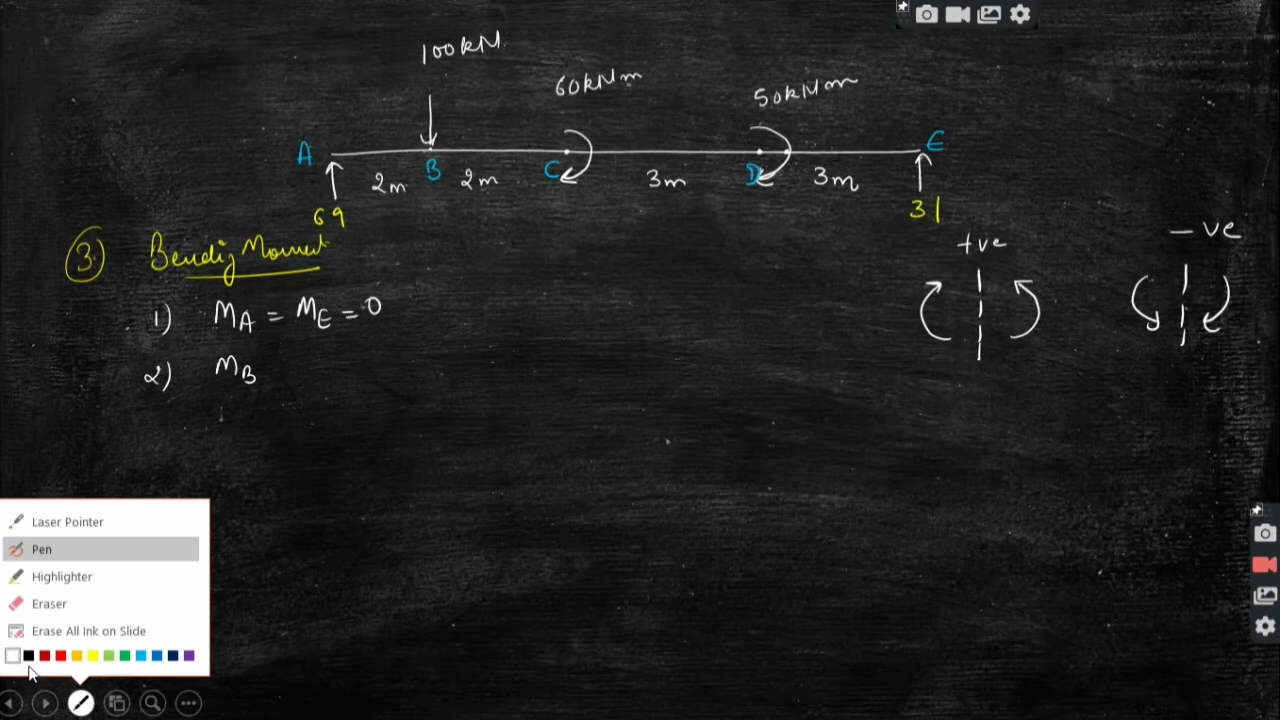 100kN
60kNm
50kNm
A
B
C
D
E
2m
2m
3m
3m
69
31
3. Bendig Moment
+ve
-ve
1) MA = ME = 0
2) MB
Laser Pointer
Pen
Highlighter
Eraser
Erase All Ink on Slide